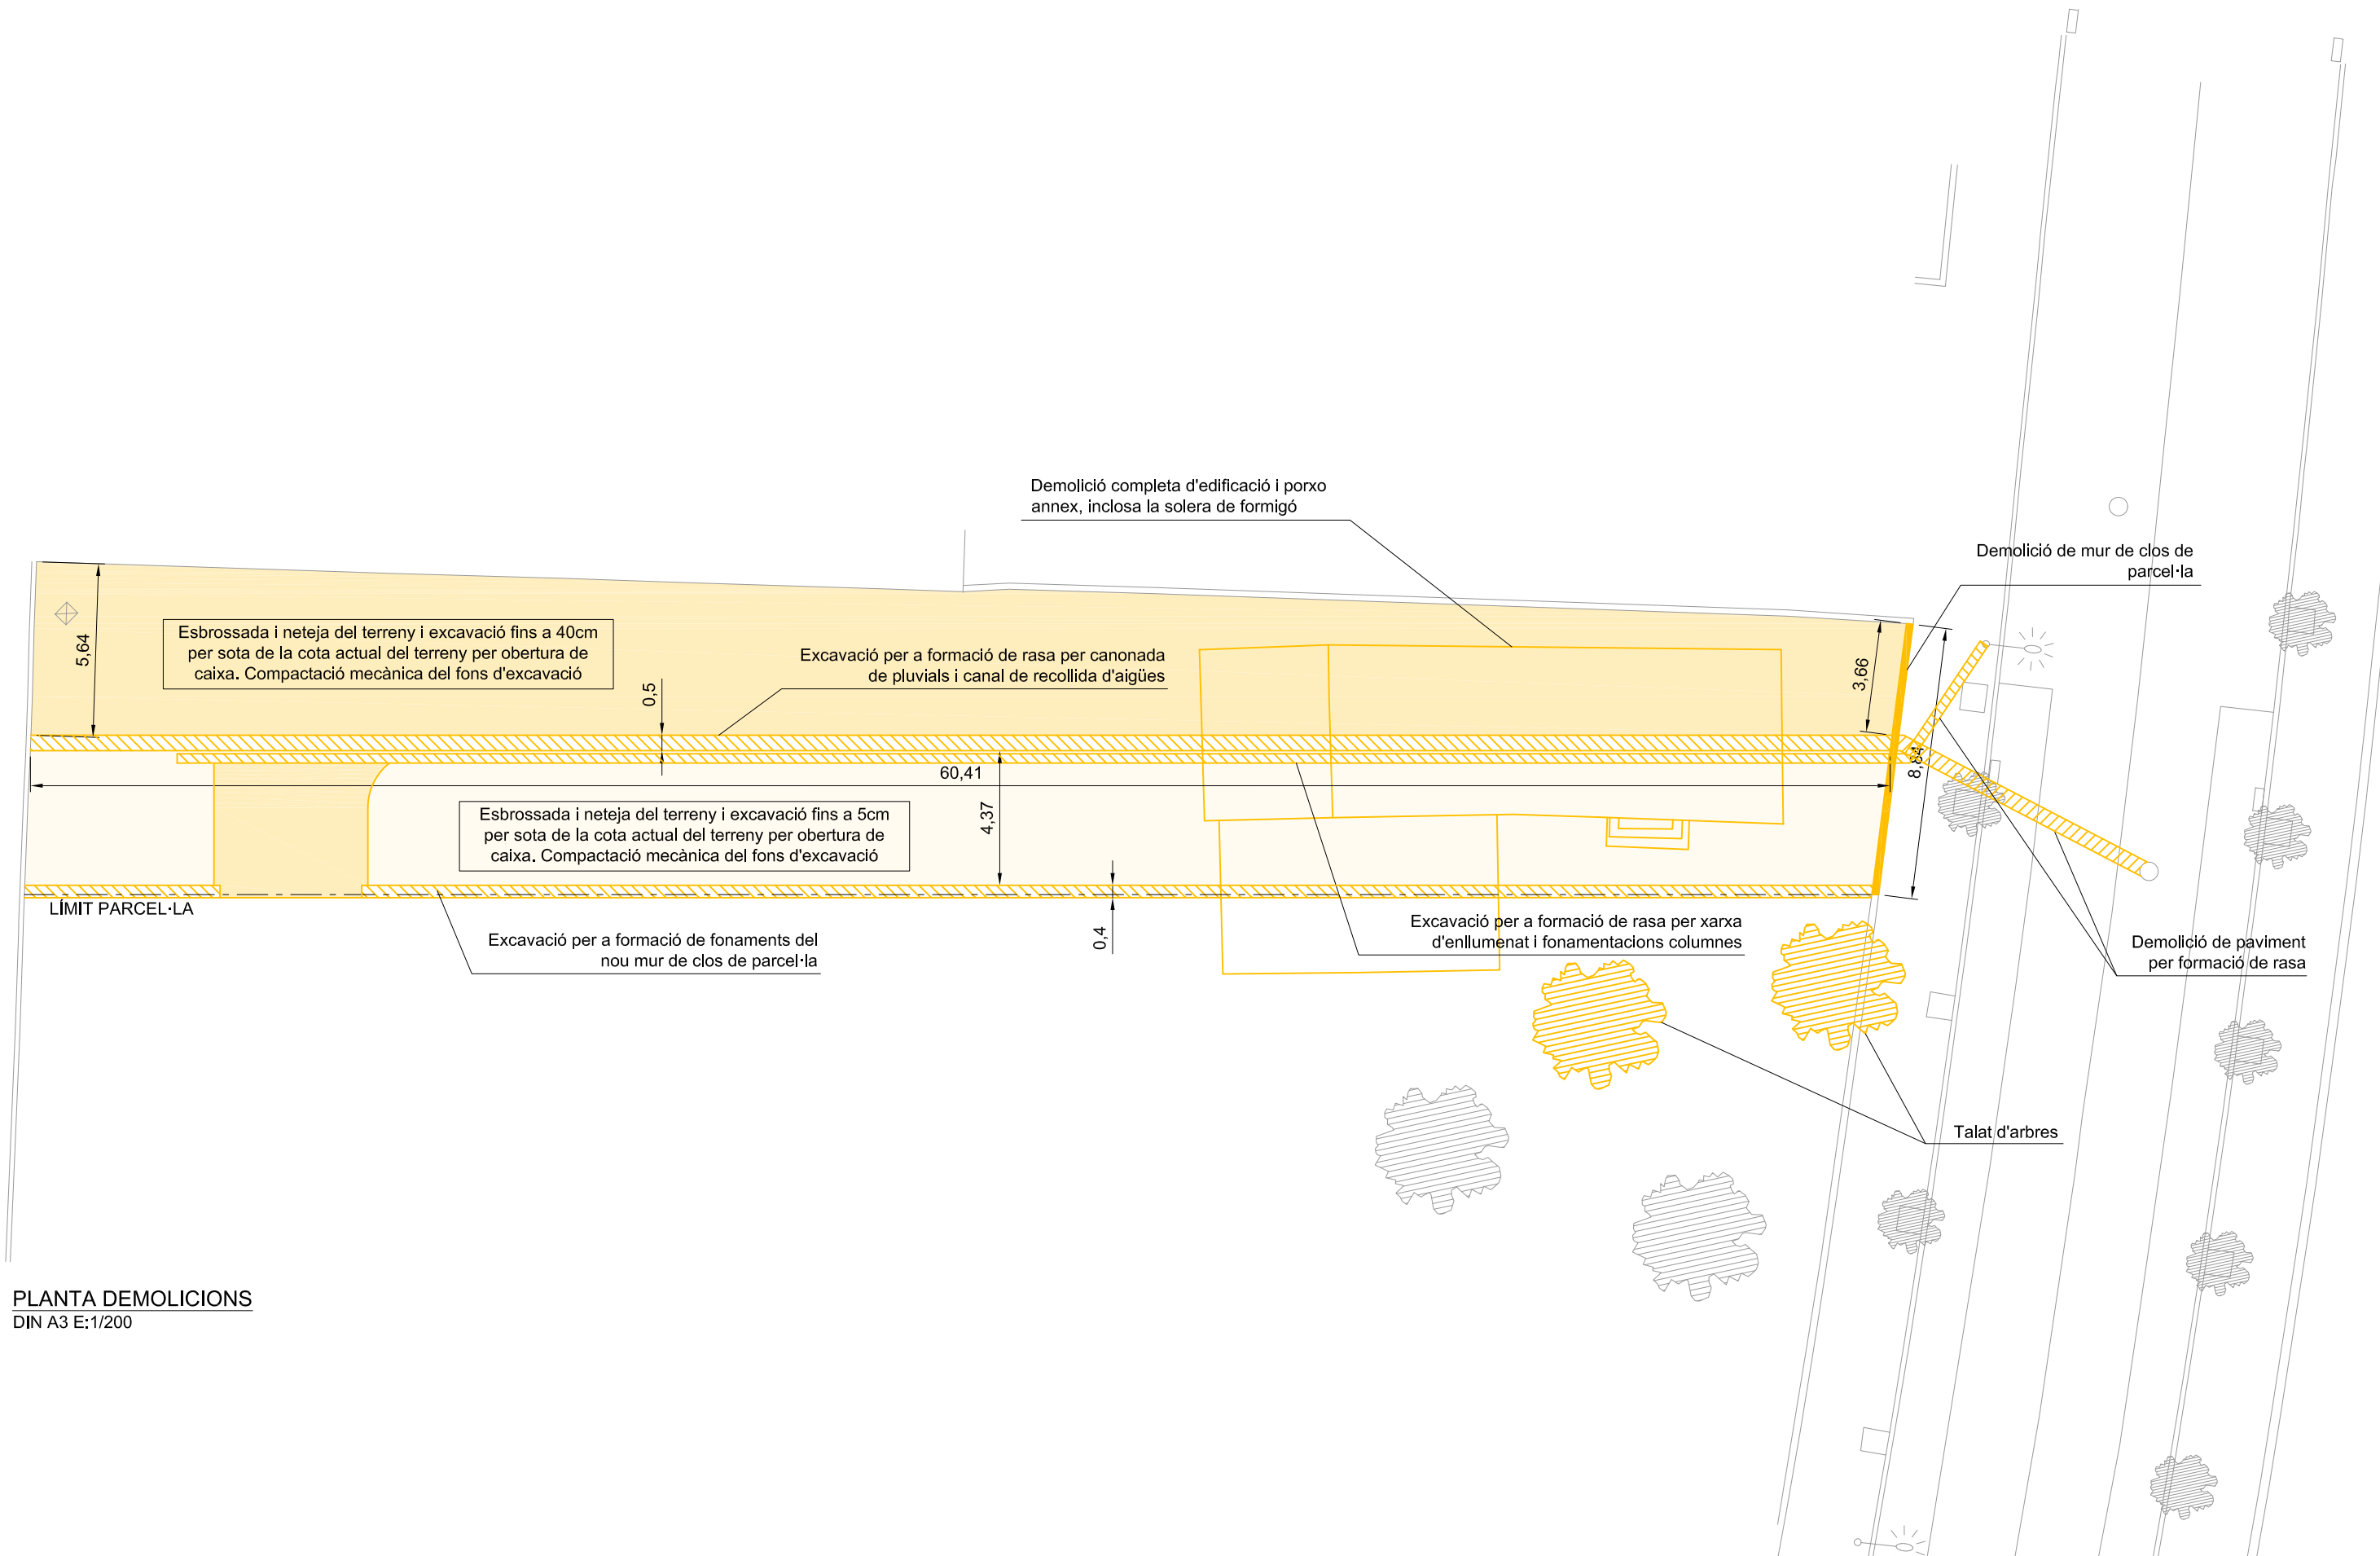 Demolició completa d'edificació i porxo
annex, inclosa la solera de formigó
Demolició de mur de clos de
parcel·la
5,64
Esbrossada i neteja del terreny i excavació fins a 40cm
per sota de la cota actual del terreny per obertura de
caixa. Compactació mecànica del fons d'excavació
0,5
Excavació per a formació de rasa per canonada
de pluvials i canal de recollida d'aigües
3,66
8,84
60,41
Esbrossada i neteja del terreny i excavació fins a 5cm
per sota de la cota actual del terreny per obertura de
caixa. Compactació mecànica del fons d'excavació
4,37
LÍMIT PARCEL·LA
Excavació per a formació de fonaments del
nou mur de clos de parcel·la
0,4
Excavació per a formació de rasa per xarxa
d'enllumenat i fonamentacions columnes
Demolició de paviment
per formació de rasa
Talat d'arbres
PLANTA DEMOLICIONS
DIN A3 E:1/200